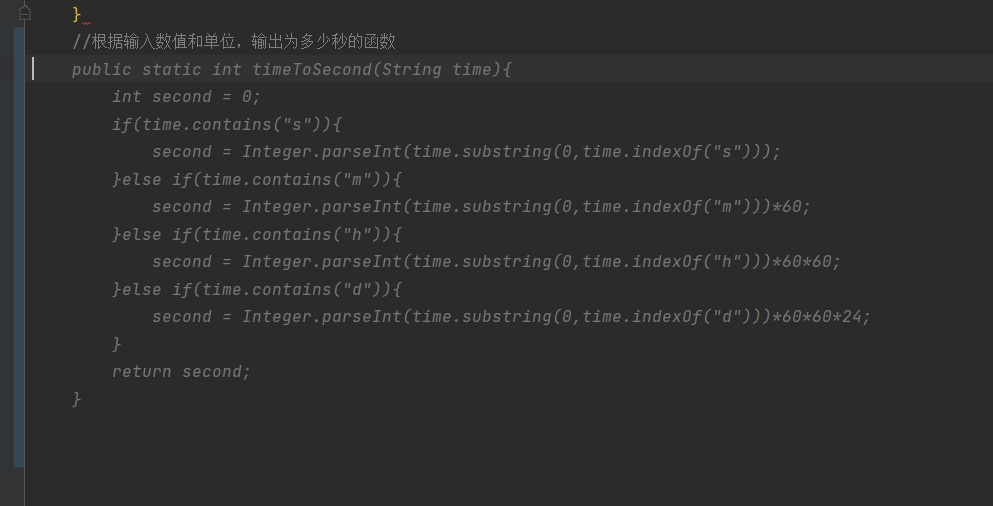 }
//根据输入数值和单位，输出为多少秒的函数
public static int timeToSecond(String time){
    int second = 0;
    if(time.contains("s")){
        second = Integer.parseInt(time.substring(0,time.indexOf("s")));
    }else if(time.contains("m")){
        second = Integer.parseInt(time.substring(0,time.indexOf("m")))*60;
    }else if(time.contains("h")){
        second = Integer.parseInt(time.substring(0,time.indexOf("h")))*60*60;
    }else if(time.contains("d")){
        second = Integer.parseInt(time.substring(0,time.indexOf("d")))*60*60*24;
    }
    return second;
}